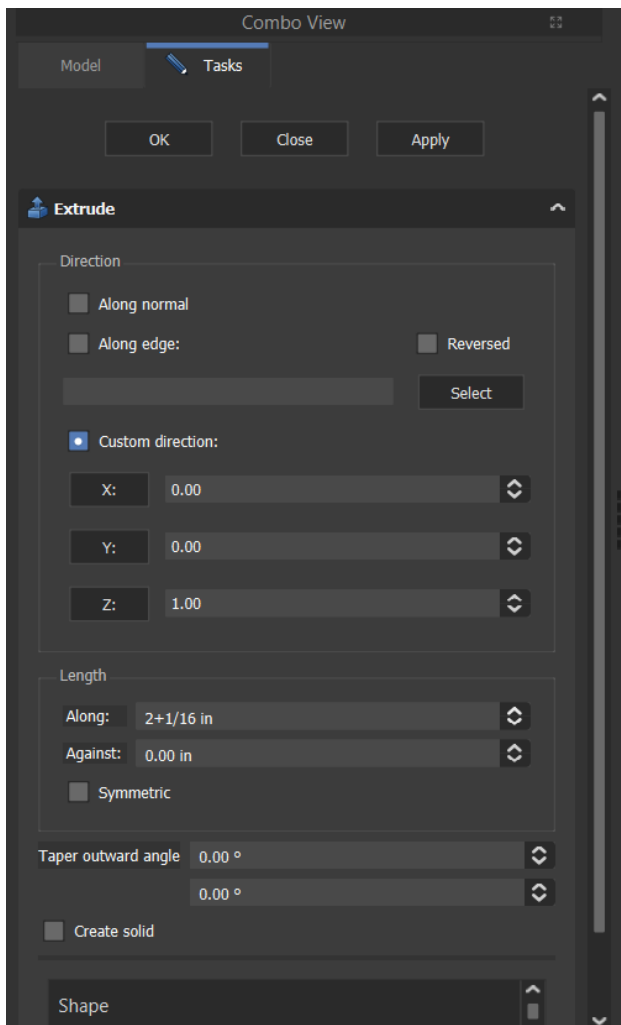 Combo View
Model Tasks
OK Close Apply
Extrude
Direction
Along normal
Along edge: Reversed
Select
Custom direction:
X: 0.00
Y: 0.00
Z: 1.00
Length
Along: 2+1/16 in
Against: 0.00 in
Symmetric
Taper outward angle 0.00 °
0.00 °
Create solid
Shape